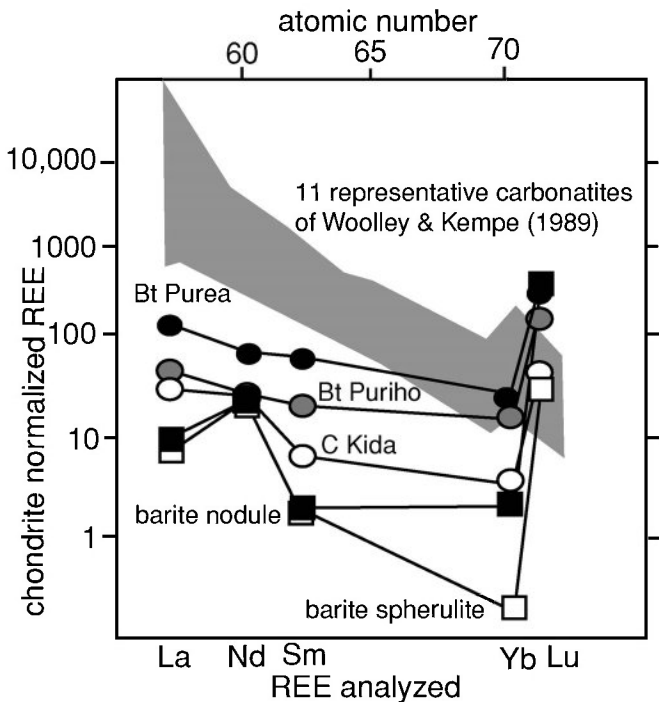 atomic number
60 65 70
10,000
1000
100
10
1
chondrite normalized REE
11 representative carbonatites
of Woolley & Kempe (1989)
Bt Purea
Bt Puriho
C Kida
barite nodule
barite spherulite
La Nd Sm Yb Lu
REE analyzed